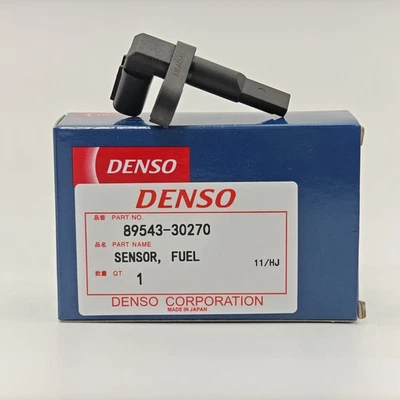 DENSO
DENSO
品番 PART NO.
89543-30270
品名 PART NAME
SENSOR, FUEL
11/HJ
数量 QT
1
DENSO CORPORATION
MADE IN JAPAN